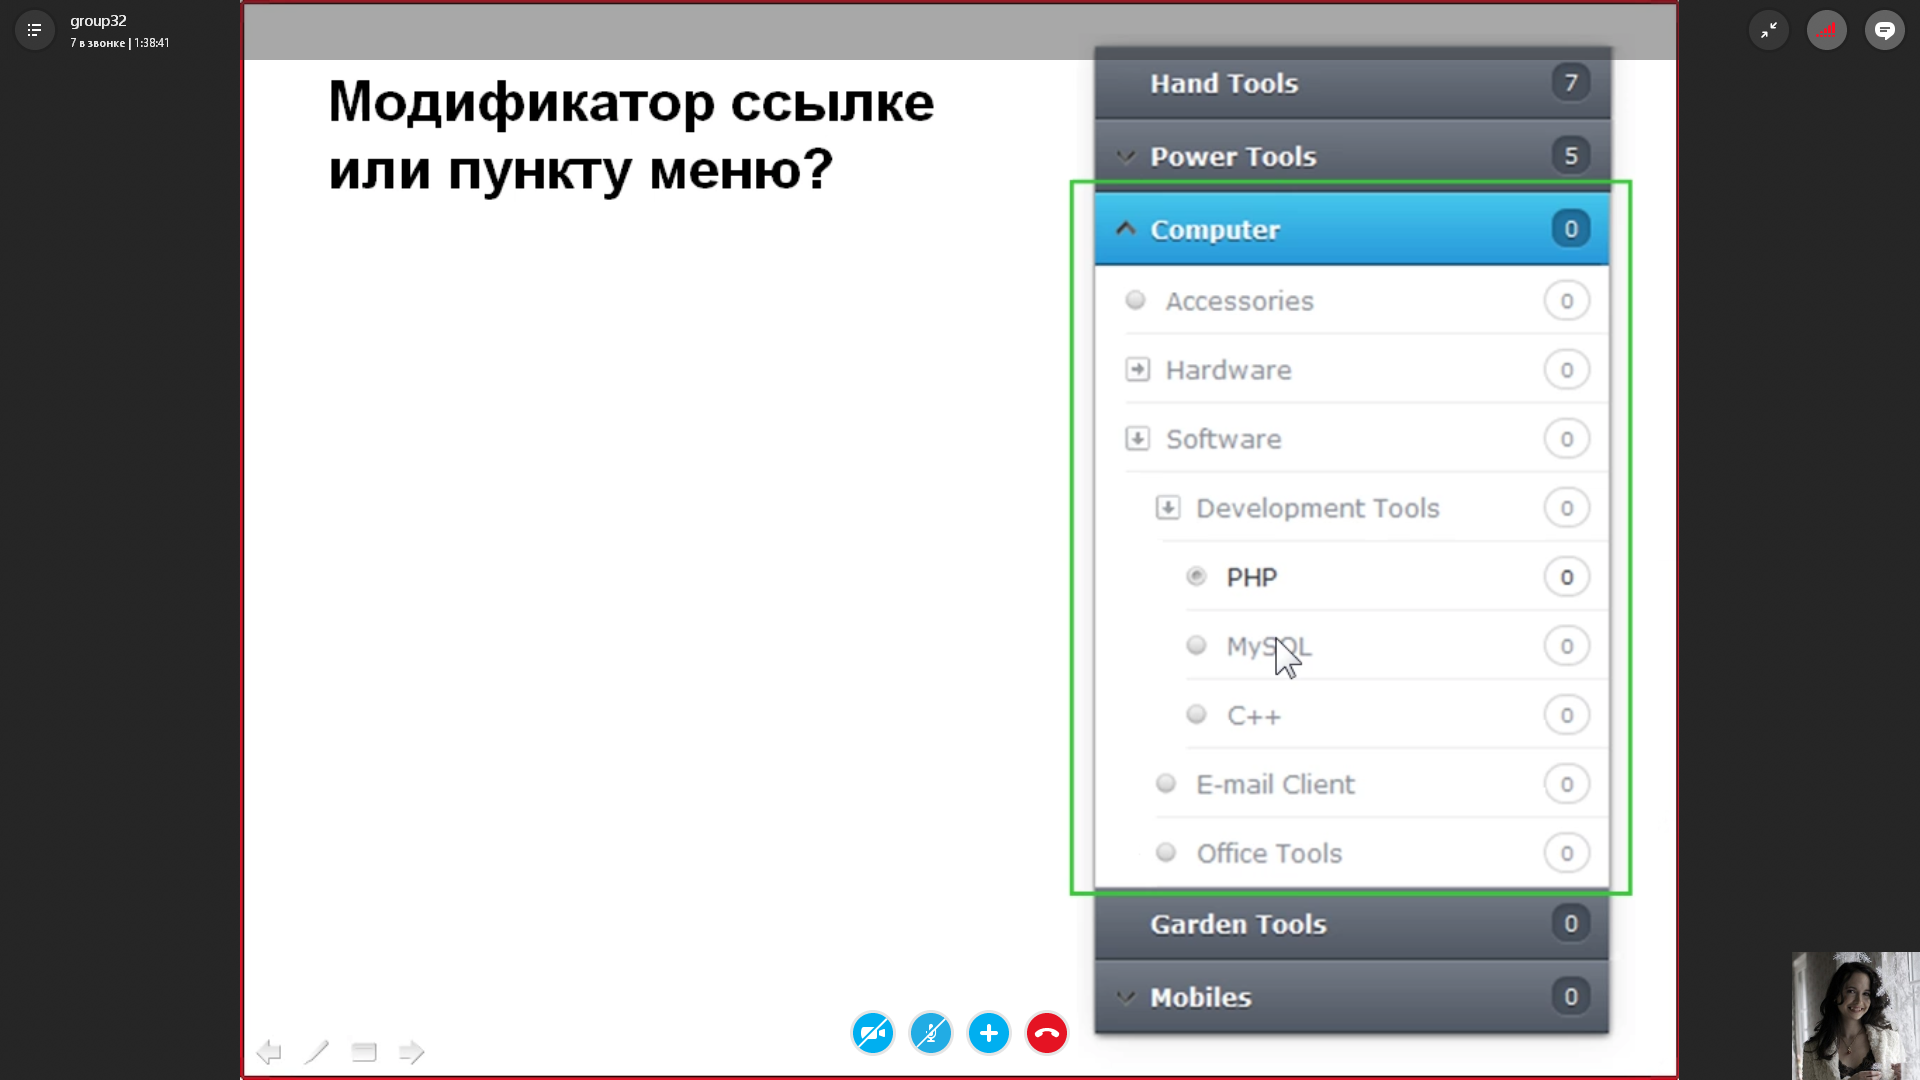 group32
7 в звонке | 1:38:41
Модификатор ссылке
или пункту меню?
Hand Tools 7
Power Tools 5
Computer 0
Accessories 0
Hardware 0
Software 0
Development Tools 0
PHP 0
MySQL 0
C++ 0
E-mail Client 0
Office Tools 0
Garden Tools 0
Mobiles 0